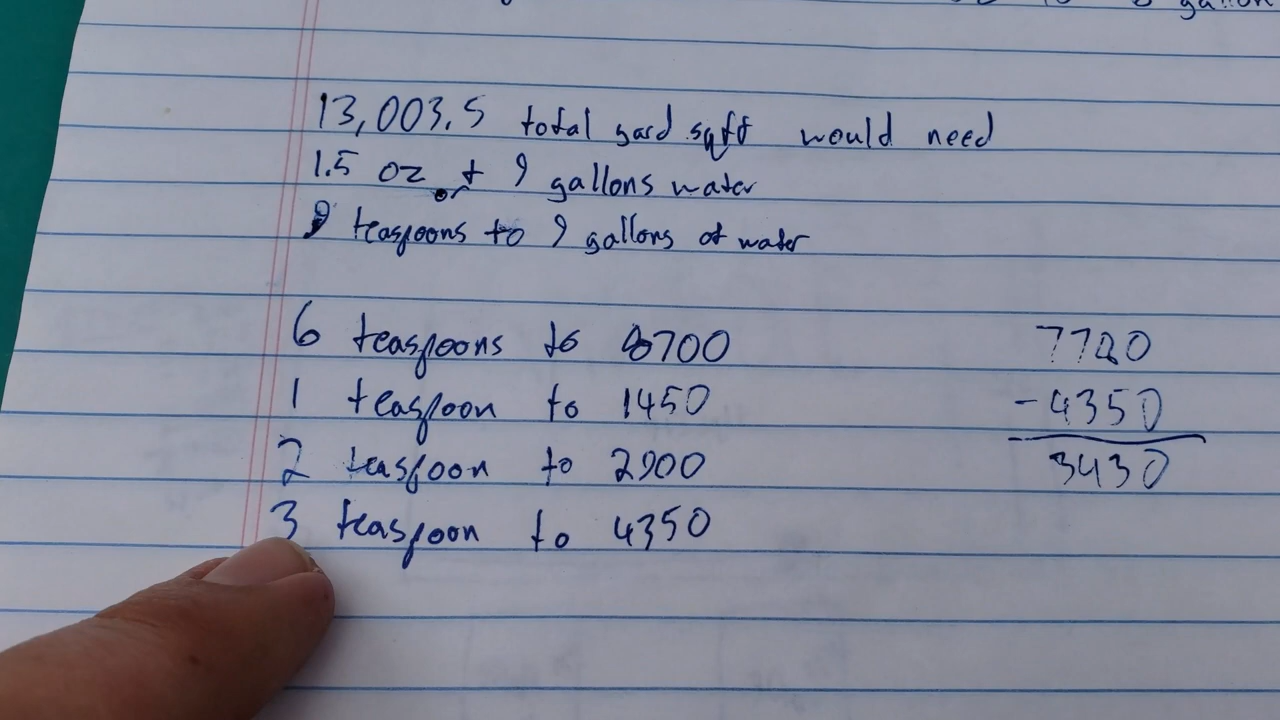 gallon
13,003.5 total yard sqft would need
1.5 oz + 9 gallons water
or
9 teaspoons to 9 gallons of water
6 teaspoons to 8700
1 teaspoon to 1450
2 teaspoon to 2900
3 teaspoon to 4350
7780
-4350
3430